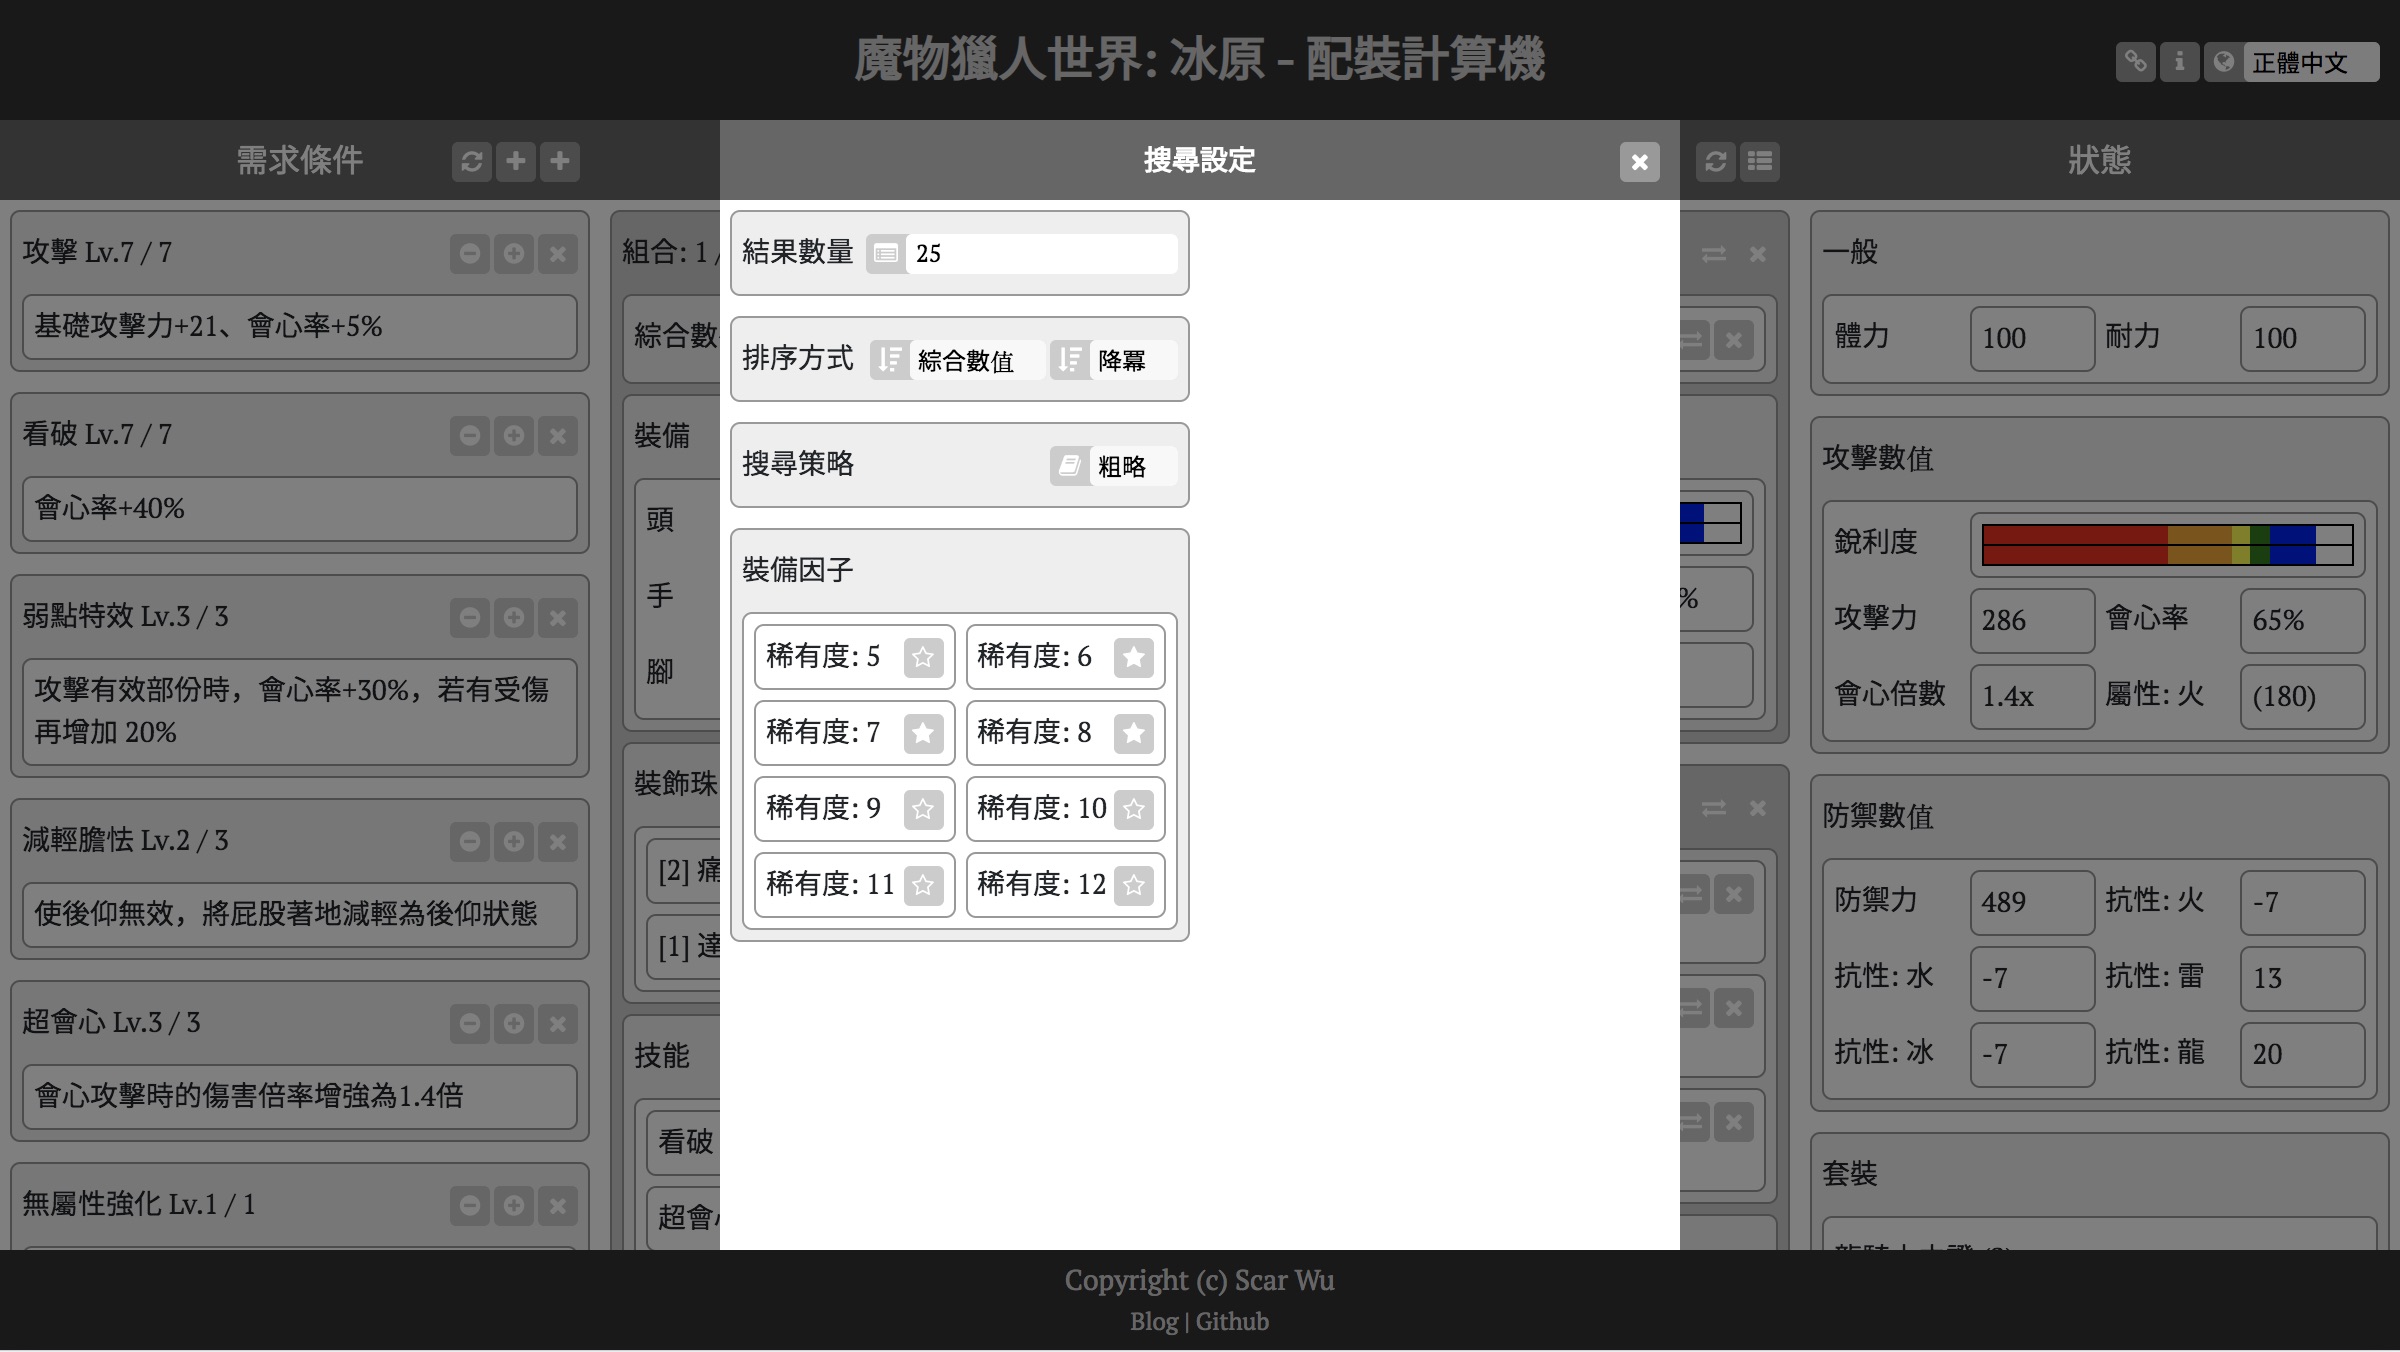 魔物獵人世界: 冰原 - 配裝計算機
正體中文
需求條件
攻擊 Lv.7 / 7
基礎攻擊力+21、會心率+5%
看破 Lv.7 / 7
會心率+40%
弱點特效 Lv.3 / 3
攻擊有效部份時，會心率+30%，若有受傷
再增加 20%
減輕膽怯 Lv.2 / 3
使後仰無效，將屁股著地減輕為後仰狀態
超會心 Lv.3 / 3
會心攻擊時的傷害倍率增強為1.4倍
無屬性強化 Lv.1 / 1
組合: 1 /
綜合數
裝備
頭
手
腳
裝飾珠
[2] 痛
[1] 達
技能
看破
超會
搜尋設定
結果數量 25
排序方式 綜合數值 降冪
搜尋策略 粗略
裝備因子
稀有度: 5 稀有度: 6
稀有度: 7 稀有度: 8
稀有度: 9 稀有度: 10
稀有度: 11 稀有度: 12
%
狀態
一般
體力 100 耐力 100
攻擊數值
銳利度
攻擊力 286 會心率 65%
會心倍數 1.4x 屬性: 火 (180)
防禦數值
防禦力 489 抗性: 火 -7
抗性: 水 -7 抗性: 雷 13
抗性: 冰 -7 抗性: 龍 20
套裝
Copyright (c) Scar Wu
Blog | Github